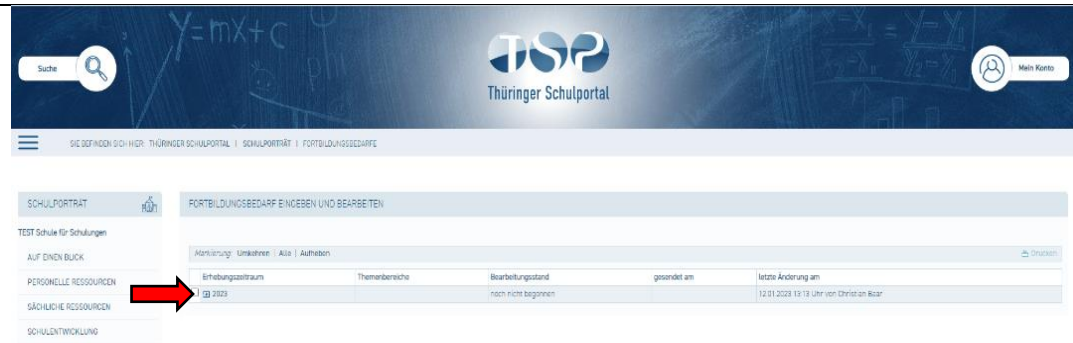 Y=mX+C
Suche
TSP
Thüringer Schulportal
Mein Konto
SIE BEFINDEN SICH HIER: THÜRINGER SCHULPORTAL | SCHULPORTRÄT | FORTBILDUNGSBEDARFE
SCHULPORTRÄT
FORTBILDUNGSBEDARF EINGEBEN UND BEARBEITEN
TEST Schule für Schulungen
AUF EINEN BLICK
Markierung: Umkehren | Alle | Aufheben
Drucken
Erhebungszeitraum Themenbereiche Bearbeitungsstand gesendet am letzte Änderung am
PERSONELLE RESSOURCEN
2023 noch nicht begonnen 12.01.2023 13:13 Uhr von Christian Baar
SÄCHLICHE RESSOURCEN
SCHULENTWICKLUNG